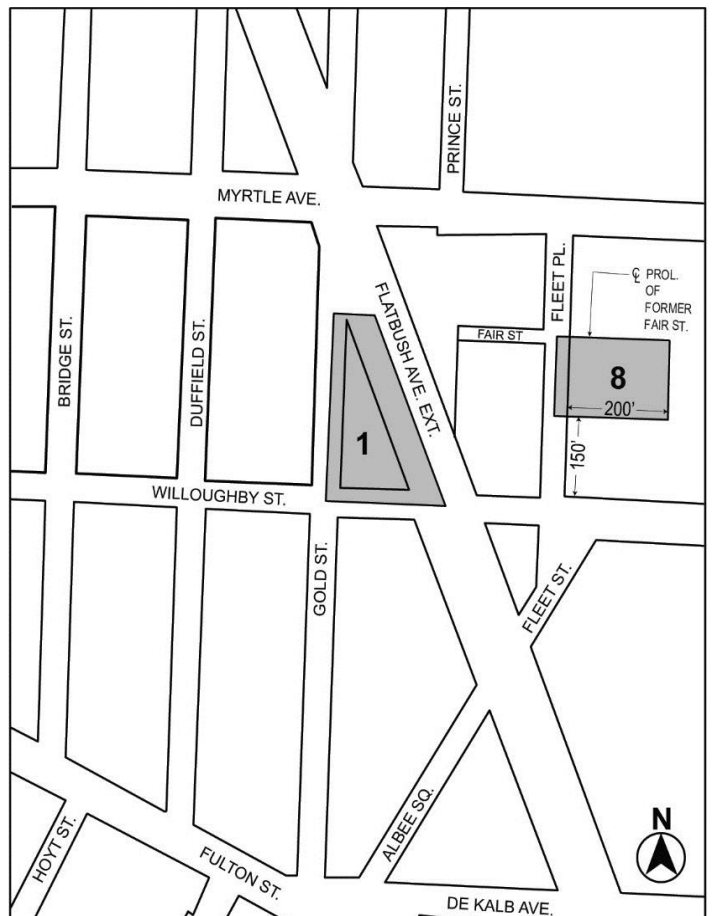 PRINCE ST.
MYRTLE AVE.
FLEET PL.
℄ PROL.
OF
FORMER
FAIR ST.
FLATBUSH AVE. EXT.
FAIR ST
BRIDGE ST.
DUFFIELD ST.
8
200'
1
150'
WILLOUGHBY ST.
GOLD ST.
FLEET ST.
ALBEE SQ.
N
HOYT ST.
FULTON ST.
DE KALB AVE.